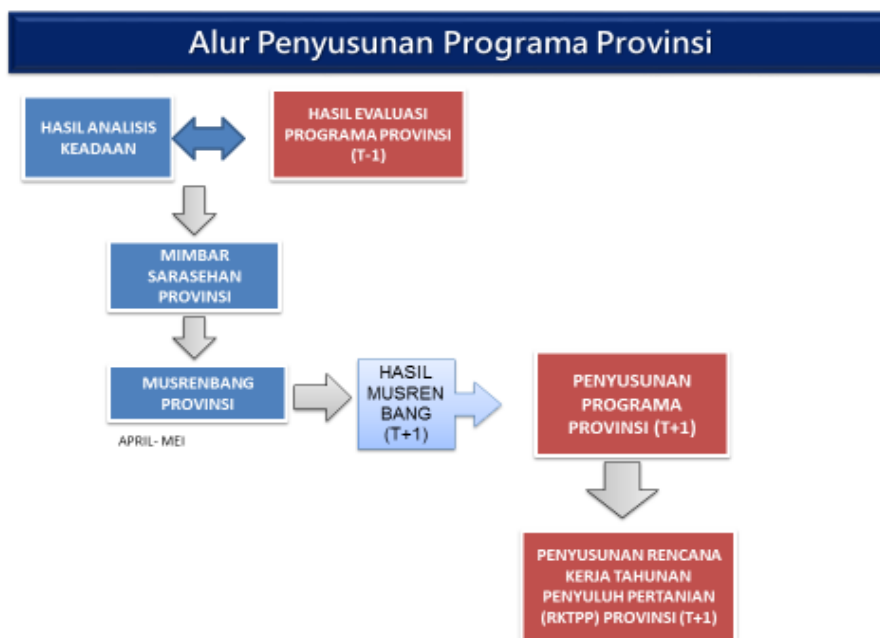 Alur Penyusunan Programa Provinsi
HASIL ANALISIS
KEADAAN
HASIL EVALUASI
PROGRAMA PROVINSI
(T-1)
MIMBAR
SARASEHAN
PROVINSI
MUSRENBANG
PROVINSI
APRIL- MEI
HASIL
MUSREN
BANG
(T+1)
PENYUSUNAN
PROGRAMA
PROVINSI (T+1)
PENYUSUNAN RENCANA
KERJA TAHUNAN
PENYULUH PERTANIAN
(RKTPP) PROVINSI (T+1)